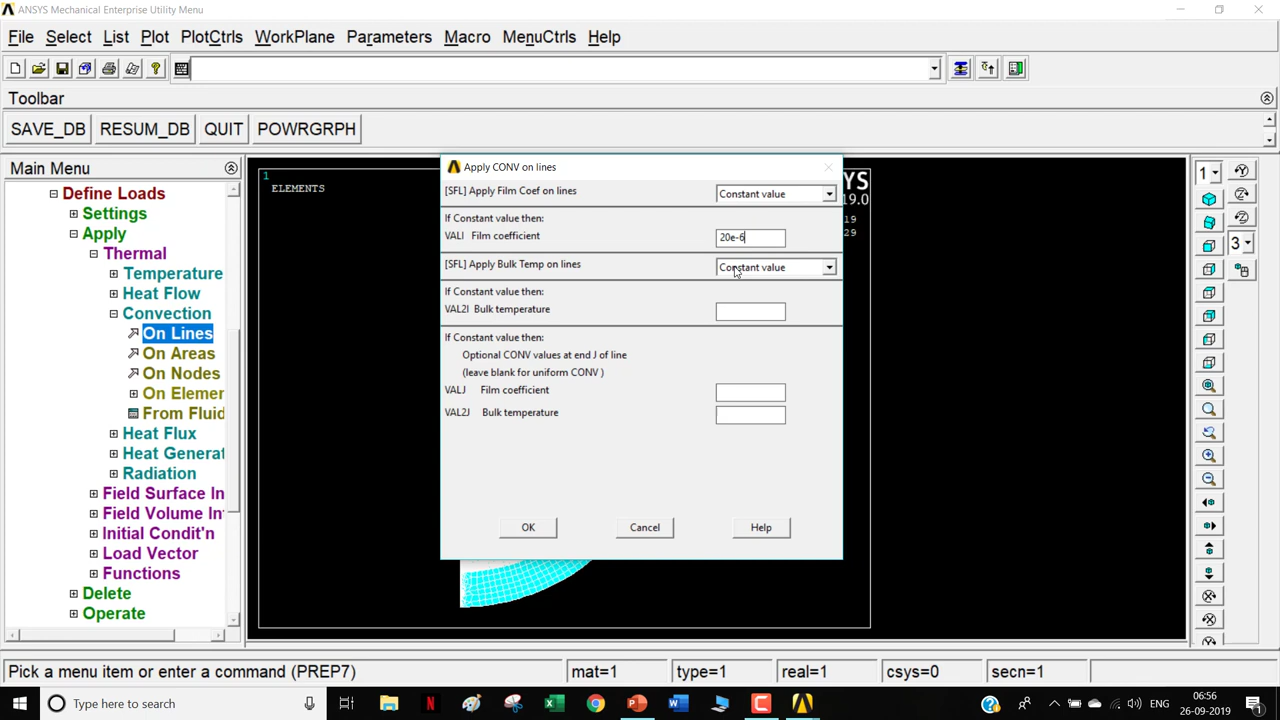 ANSYS Mechanical Enterprise Utility Menu
File Select List Plot PlotCtrls WorkPlane Parameters Macro MenuCtrls Help
Toolbar
SAVE_DB RESUM_DB QUIT POWRGRPH
Main Menu
Define Loads
Settings
Apply
Thermal
Temperature
Heat Flow
Convection
On Lines
On Areas
On Nodes
On Elemen
From Fluid
Heat Flux
Heat Generat
Radiation
Field Surface In
Field Volume In
Initial Condit'n
Load Vector
Functions
Delete
Operate
1
ELEMENTS
YS
19.0
19
29
Apply CONV on lines
[SFL] Apply Film Coef on lines Constant value
If Constant value then:
VALI Film coefficient 20e-6
[SFL] Apply Bulk Temp on lines Constant value
If Constant value then:
VAL2I Bulk temperature
If Constant value then:
Optional CONV values at end J of line
(leave blank for uniform CONV )
VALJ Film coefficient
VAL2J Bulk temperature
OK Cancel Help
1
3
Pick a menu item or enter a command (PREP7) mat=1 type=1 real=1 csys=0 secn=1
Type here to search
ENG
06:56
26-09-2019